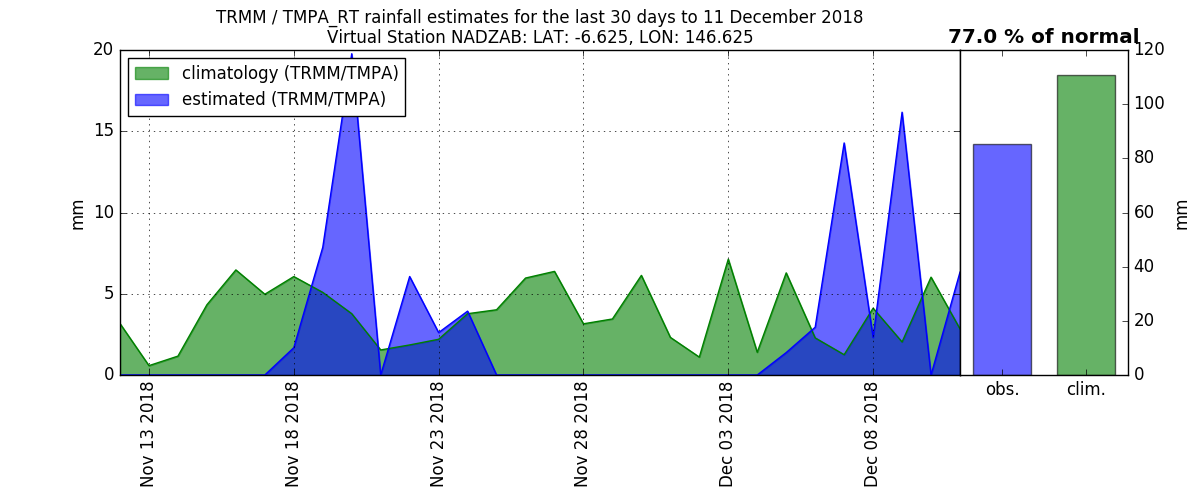 TRMM / TMPA_RT rainfall estimates for the last 30 days to 11 December 2018
Virtual Station NADZAB: LAT: -6.625, LON: 146.625
77.0 % of normal
climatology (TRMM/TMPA)
estimated (TRMM/TMPA)
20
15
10
5
0
mm
120
100
80
60
40
20
0
mm
obs.
clim.
Nov 13 2018
Nov 18 2018
Nov 23 2018
Nov 28 2018
Dec 03 2018
Dec 08 2018